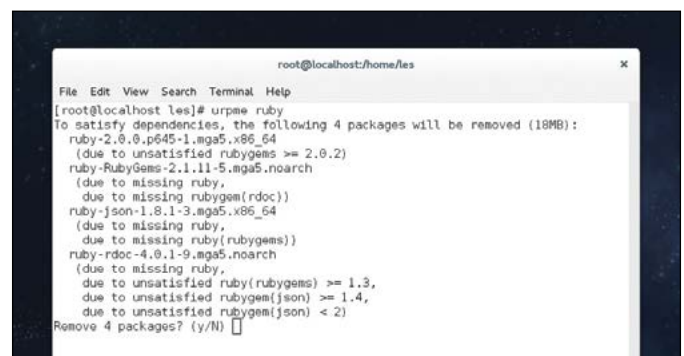 root@localhost:/home/les
File Edit View Search Terminal Help
[root@localhost les]# urpme ruby
To satisfy dependencies, the following 4 packages will be removed (18MB):
ruby-2.0.0.p645-1.mga5.x86_64
(due to unsatisfied rubygems >= 2.0.2)
ruby-RubyGems-2.1.11-5.mga5.noarch
(due to missing ruby,
due to missing rubygem(rdoc))
ruby-json-1.8.1-3.mga5.x86_64
(due to missing ruby,
due to missing ruby(rubygems))
ruby-rdoc-4.0.1-9.mga5.noarch
(due to missing ruby,
due to unsatisfied ruby(rubygems) >= 1.3,
due to unsatisfied rubygem(json) >= 1.4,
due to unsatisfied rubygem(json) < 2)
Remove 4 packages? (y/N)